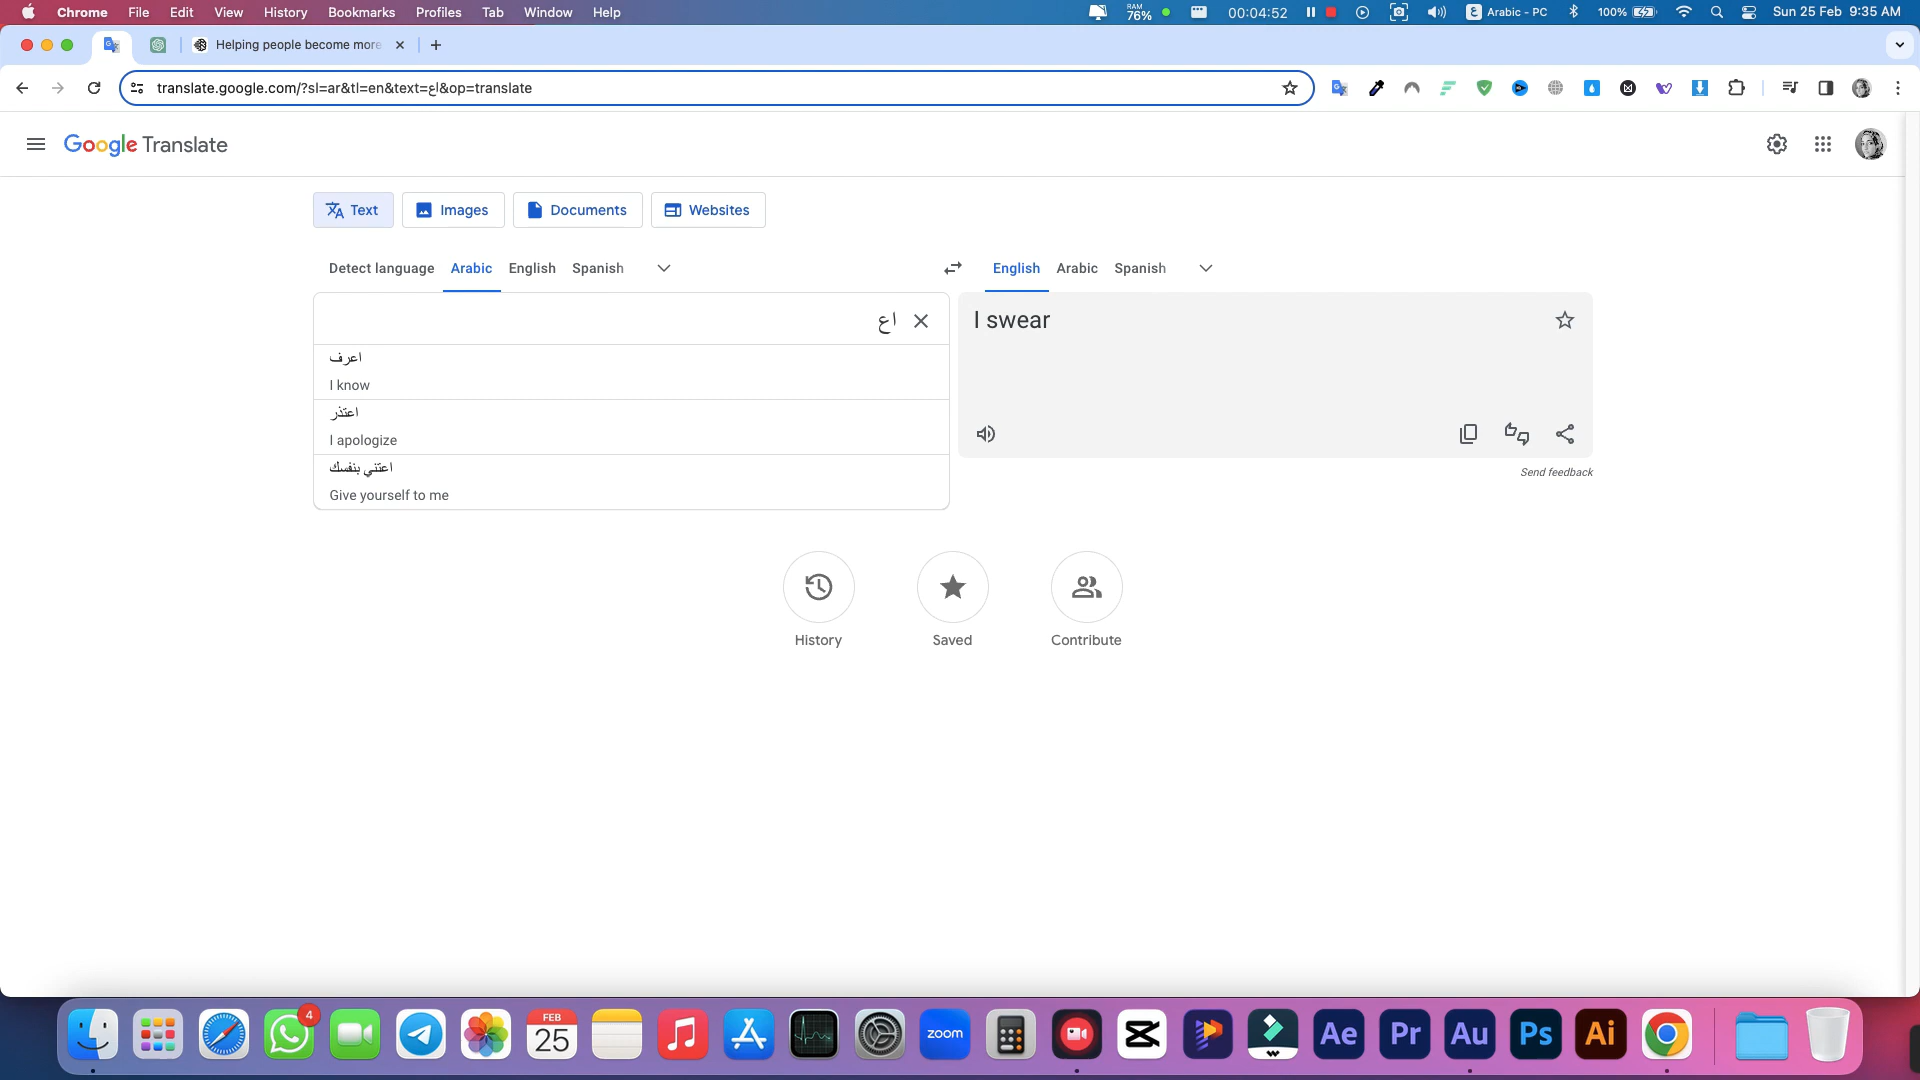 Chrome File Edit View History Bookmarks Profiles Tab Window Help RAM 76% 00:04:52 ع Arabic - PC 100% Sun 25 Feb 9:35 AM
Helping people become more
translate.google.com/?sl=ar&tl=en&text=اع&op=translate
Google Translate
Text Images Documents Websites
Detect language Arabic English Spanish English Arabic Spanish
اع
I swear
اعرف
I know
اعتذر
I apologize
اعتني بنفسك
Give yourself to me
Send feedback
History Saved Contribute
4 FEB 25 zoom Ae Pr Au Ps Ai